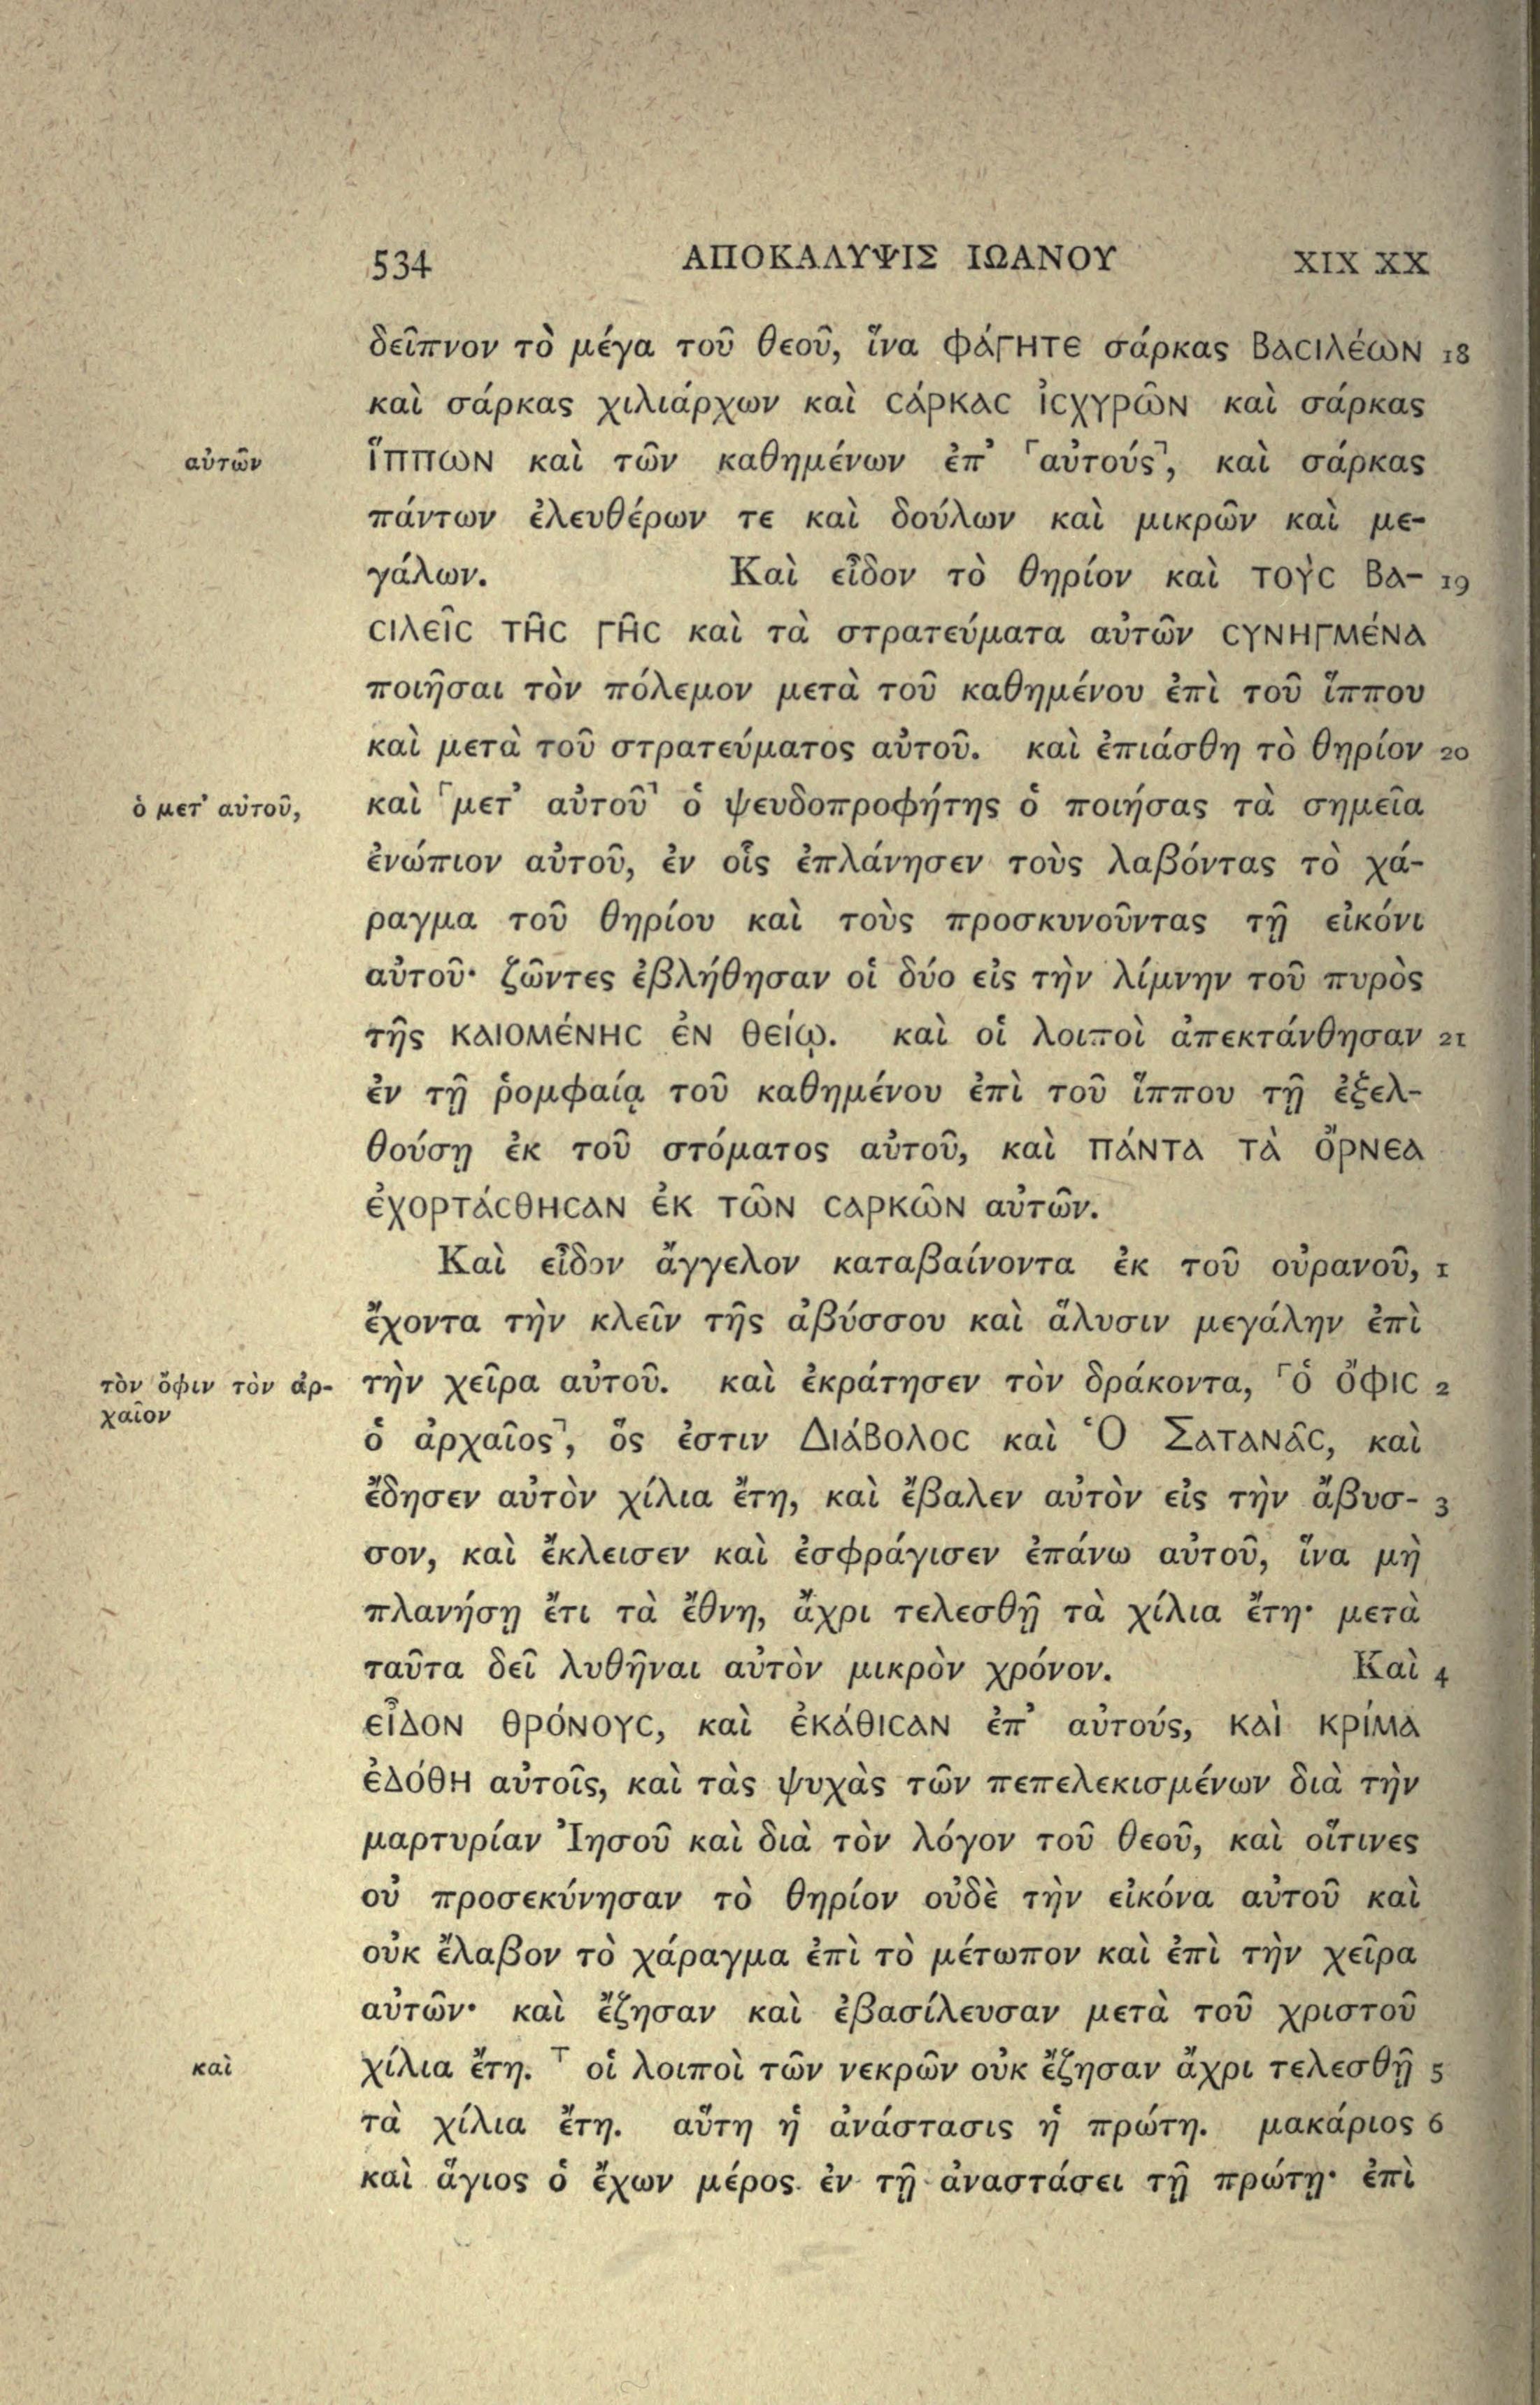 534 ΑΠΟΚΑΛΥΨΙΣ ΙΩΑΝΟΥ XIX XX
δεῖπνον τὸ μέγα τοῦ θεοῦ, ἵνα φάγητε σάρκας βασιλέων 18
καὶ σάρκας χιλιάρχων καὶ σάρκας ἰσχυρῶν καὶ σάρκας
αὐτῶν
ἵππων καὶ τῶν καθημένων ἐπ' ⌜αὐτούς⌝, καὶ σάρκας
πάντων ἐλευθέρων τε καὶ δούλων καὶ μικρῶν καὶ με-
γάλων. Καὶ εἶδον τὸ θηρίον καὶ τοὺς βα- 19
σιλεῖς τῆς γῆς καὶ τὰ στρατεύματα αὐτῶν συνηγμένα
ποιῆσαι τὸν πόλεμον μετὰ τοῦ καθημένου ἐπὶ τοῦ ἵππου
καὶ μετὰ τοῦ στρατεύματος αὐτοῦ. καὶ ἐπιάσθη τὸ θηρίον 20
ὁ μετ' αὐτοῦ,
καὶ ⌜μετ' αὐτοῦ⌝ ὁ ψευδοπροφήτης ὁ ποιήσας τὰ σημεῖα
ἐνώπιον αὐτοῦ, ἐν οἷς ἐπλάνησεν τοὺς λαβόντας τὸ χά-
ραγμα τοῦ θηρίου καὶ τοὺς προσκυνοῦντας τῇ εἰκόνι
αὐτοῦ· ζῶντες ἐβλήθησαν οἱ δύο εἰς τὴν λίμνην τοῦ πυρὸς
τῆς καιομένης ἐν θείῳ. καὶ οἱ λοιποὶ ἀπεκτάνθησαν 21
ἐν τῇ ῥομφαίᾳ τοῦ καθημένου ἐπὶ τοῦ ἵππου τῇ ἐξελ-
θούσῃ ἐκ τοῦ στόματος αὐτοῦ, καὶ πάντα τὰ ὄρνεα
ἐχορτάσθησαν ἐκ τῶν σαρκῶν αὐτῶν.
Καὶ εἶδον ἄγγελον καταβαίνοντα ἐκ τοῦ οὐρανοῦ, 1
ἔχοντα τὴν κλεῖν τῆς ἀβύσσου καὶ ἅλυσιν μεγάλην ἐπὶ
τὸν ὄφιν τὸν ἀρ-
χαῖον
τὴν χεῖρα αὐτοῦ. καὶ ἐκράτησεν τὸν δράκοντα, ⌜ὁ ὄφις 2
ὁ ἀρχαῖος⌝, ὅς ἐστιν Διάβολος καὶ Ὁ Σατανᾶς, καὶ
ἔδησεν αὐτὸν χίλια ἔτη, καὶ ἔβαλεν αὐτὸν εἰς τὴν ἄβυσ- 3
σον, καὶ ἔκλεισεν καὶ ἐσφράγισεν ἐπάνω αὐτοῦ, ἵνα μὴ
πλανήσῃ ἔτι τὰ ἔθνη, ἄχρι τελεσθῇ τὰ χίλια ἔτη· μετὰ
ταῦτα δεῖ λυθῆναι αὐτὸν μικρὸν χρόνον. Καὶ 4
εἶδον θρόνους, καὶ ἐκάθισαν ἐπ' αὐτούς, καὶ κρίμα
ἐδόθη αὐτοῖς, καὶ τὰς ψυχὰς τῶν πεπελεκισμένων διὰ τὴν
μαρτυρίαν Ἰησοῦ καὶ διὰ τὸν λόγον τοῦ θεοῦ, καὶ οἵτινες
οὐ προσεκύνησαν τὸ θηρίον οὐδὲ τὴν εἰκόνα αὐτοῦ καὶ
οὐκ ἔλαβον τὸ χάραγμα ἐπὶ τὸ μέτωπον καὶ ἐπὶ τὴν χεῖρα
αὐτῶν· καὶ ἔζησαν καὶ ἐβασίλευσαν μετὰ τοῦ χριστοῦ
καὶ
χίλια ἔτη. ⊤ οἱ λοιποὶ τῶν νεκρῶν οὐκ ἔζησαν ἄχρι τελεσθῇ 5
τὰ χίλια ἔτη. αὕτη ἡ ἀνάστασις ἡ πρώτη. μακάριος 6
καὶ ἅγιος ὁ ἔχων μέρος ἐν τῇ ἀναστάσει τῇ πρώτῃ· ἐπὶ